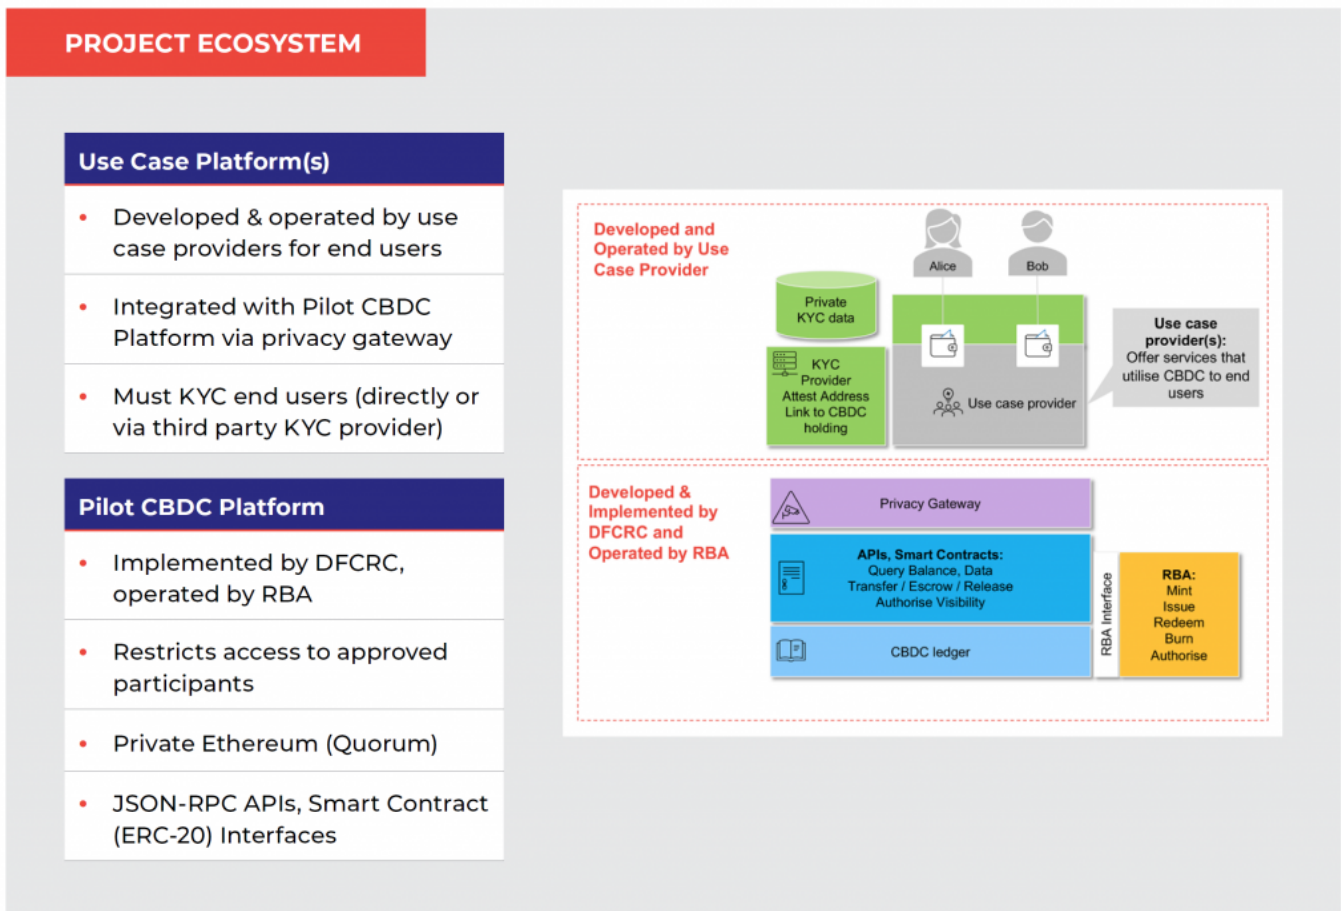 PROJECT ECOSYSTEM
Use Case Platform(s)
• Developed & operated by use
case providers for end users
• Integrated with Pilot CBDC
Platform via privacy gateway
• Must KYC end users (directly or
via third party KYC provider)
Pilot CBDC Platform
• Implemented by DFCRC,
operated by RBA
• Restricts access to approved
participants
• Private Ethereum (Quorum)
• JSON-RPC APIs, Smart Contract
(ERC-20) Interfaces
Developed and
Operated by Use
Case Provider
Alice
Bob
Private
KYC data
KYC
Provider
Attest Address
Link to CBDC
holding
Use case provider
Use case
provider(s):
Offer services that
utilise CBDC to end
users
Developed &
Implemented by
DFCRC and
Operated by RBA
Privacy Gateway
APIs, Smart Contracts:
Query Balance, Data
Transfer / Escrow / Release
Authorise Visibility
CBDC ledger
RBA Interface
RBA:
Mint
Issue
Redeem
Burn
Authorise